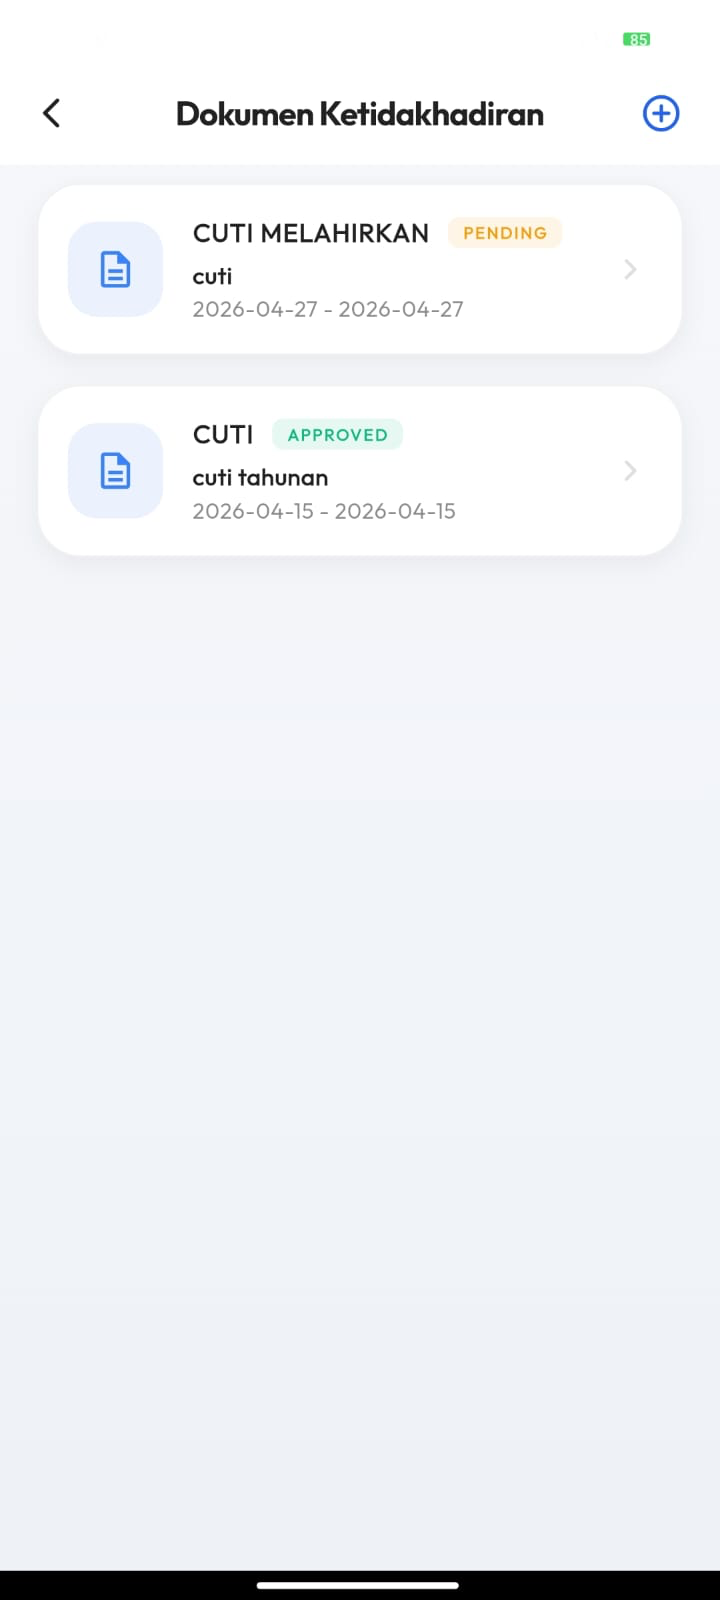 85
Dokumen Ketidakhadiran
CUTI MELAHIRKAN PENDING
cuti
2026-04-27 - 2026-04-27
CUTI APPROVED
cuti tahunan
2026-04-15 - 2026-04-15